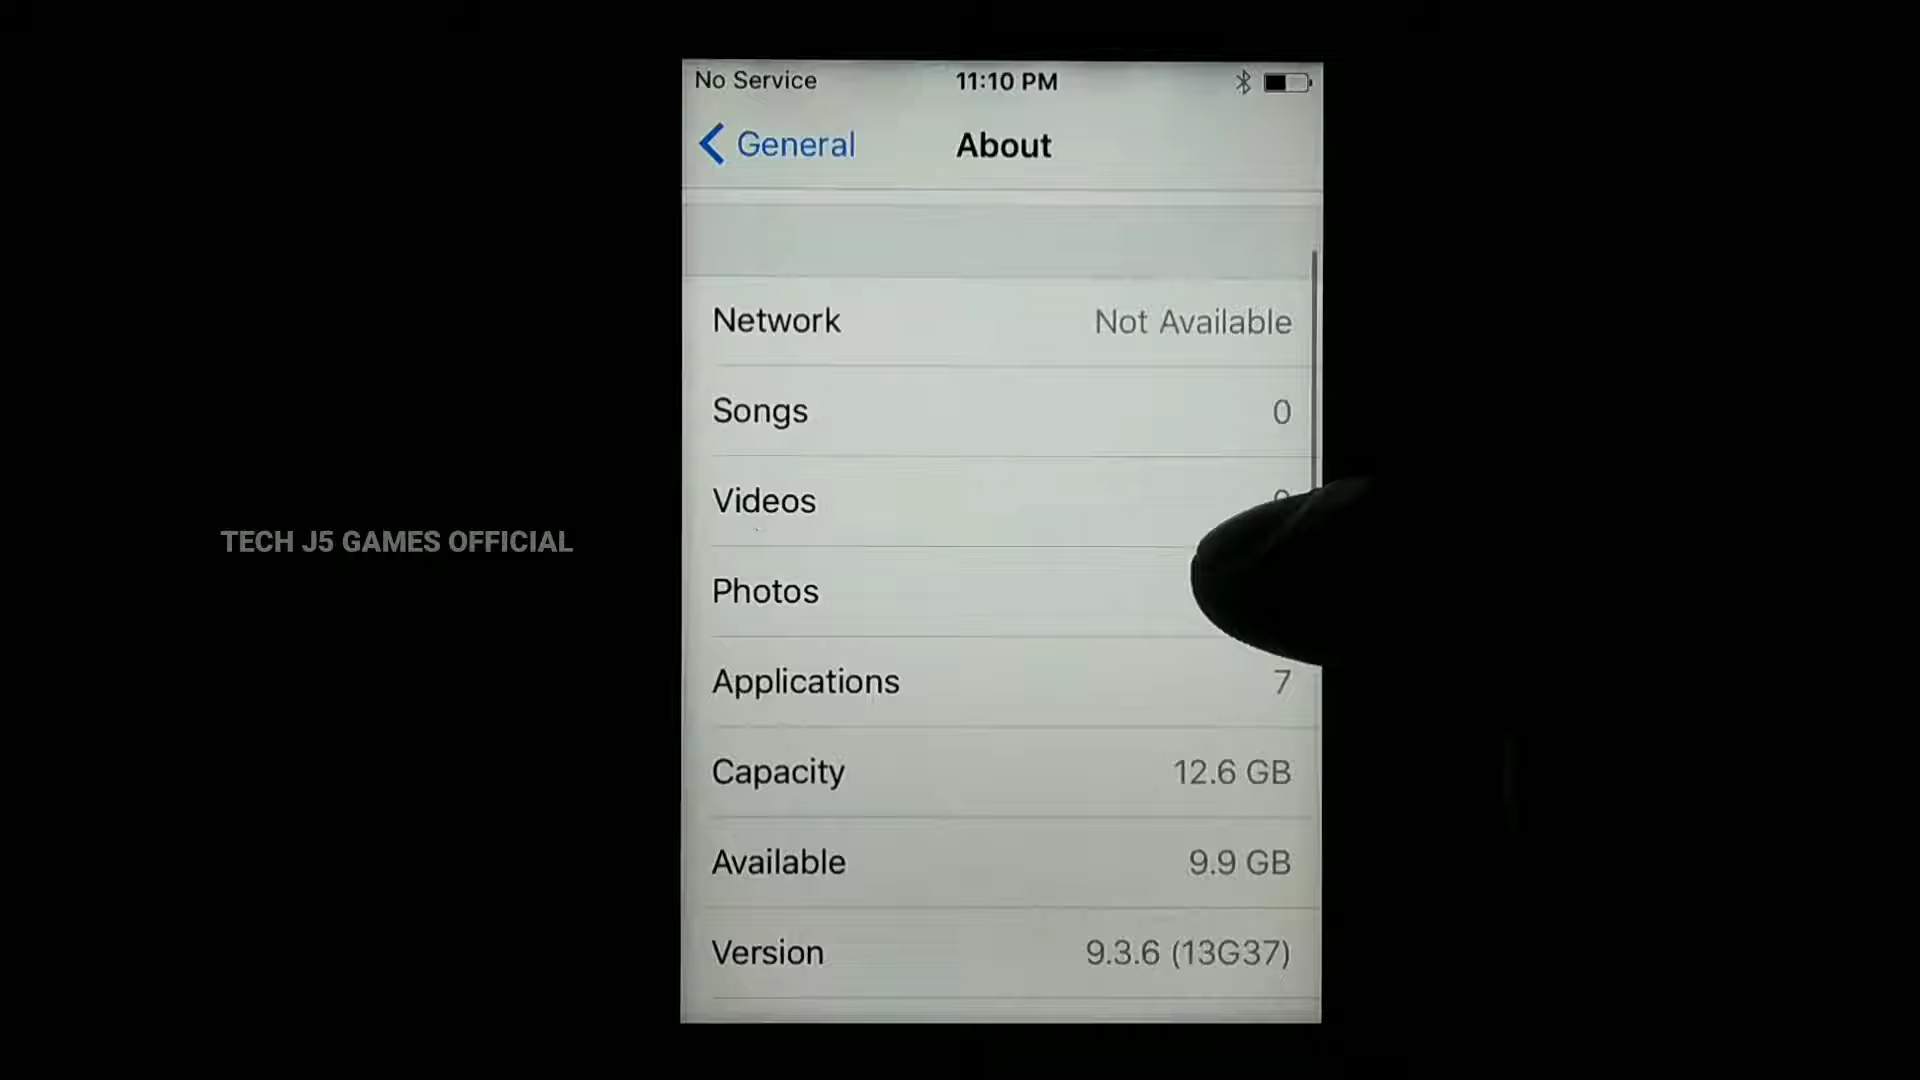 No Service 11:10 PM
General About
Network Not Available
Songs 0
Videos
Photos
TECH J5 GAMES OFFICIAL
Applications 7
Capacity 12.6 GB
Available 9.9 GB
Version 9.3.6 (13G37)